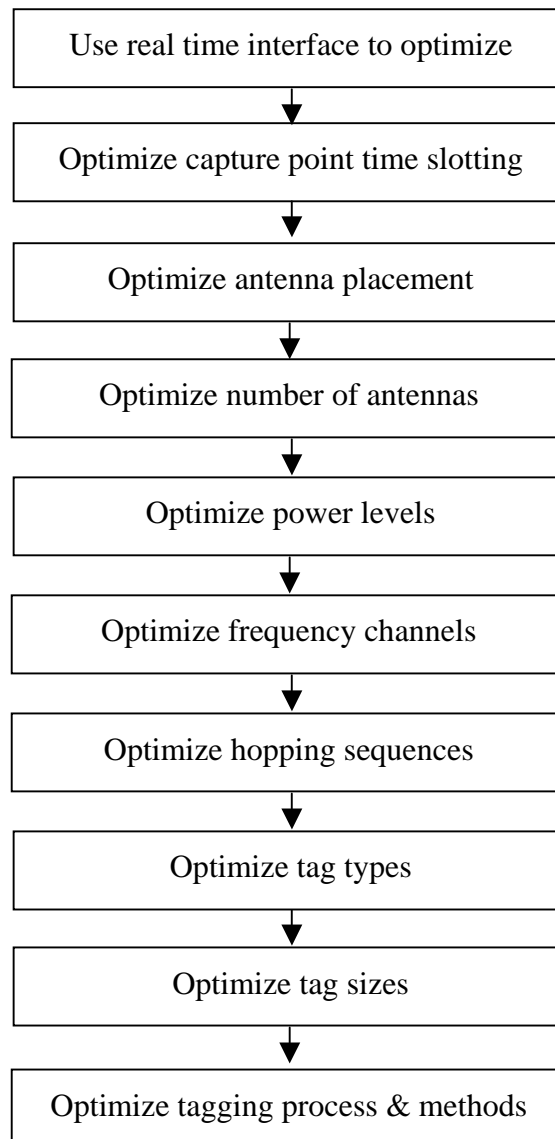 Use real time interface to optimize
Optimize capture point time slotting
Optimize antenna placement
Optimize number of antennas
Optimize power levels
Optimize frequency channels
Optimize hopping sequences
Optimize tag types
Optimize tag sizes
Optimize tagging process & methods